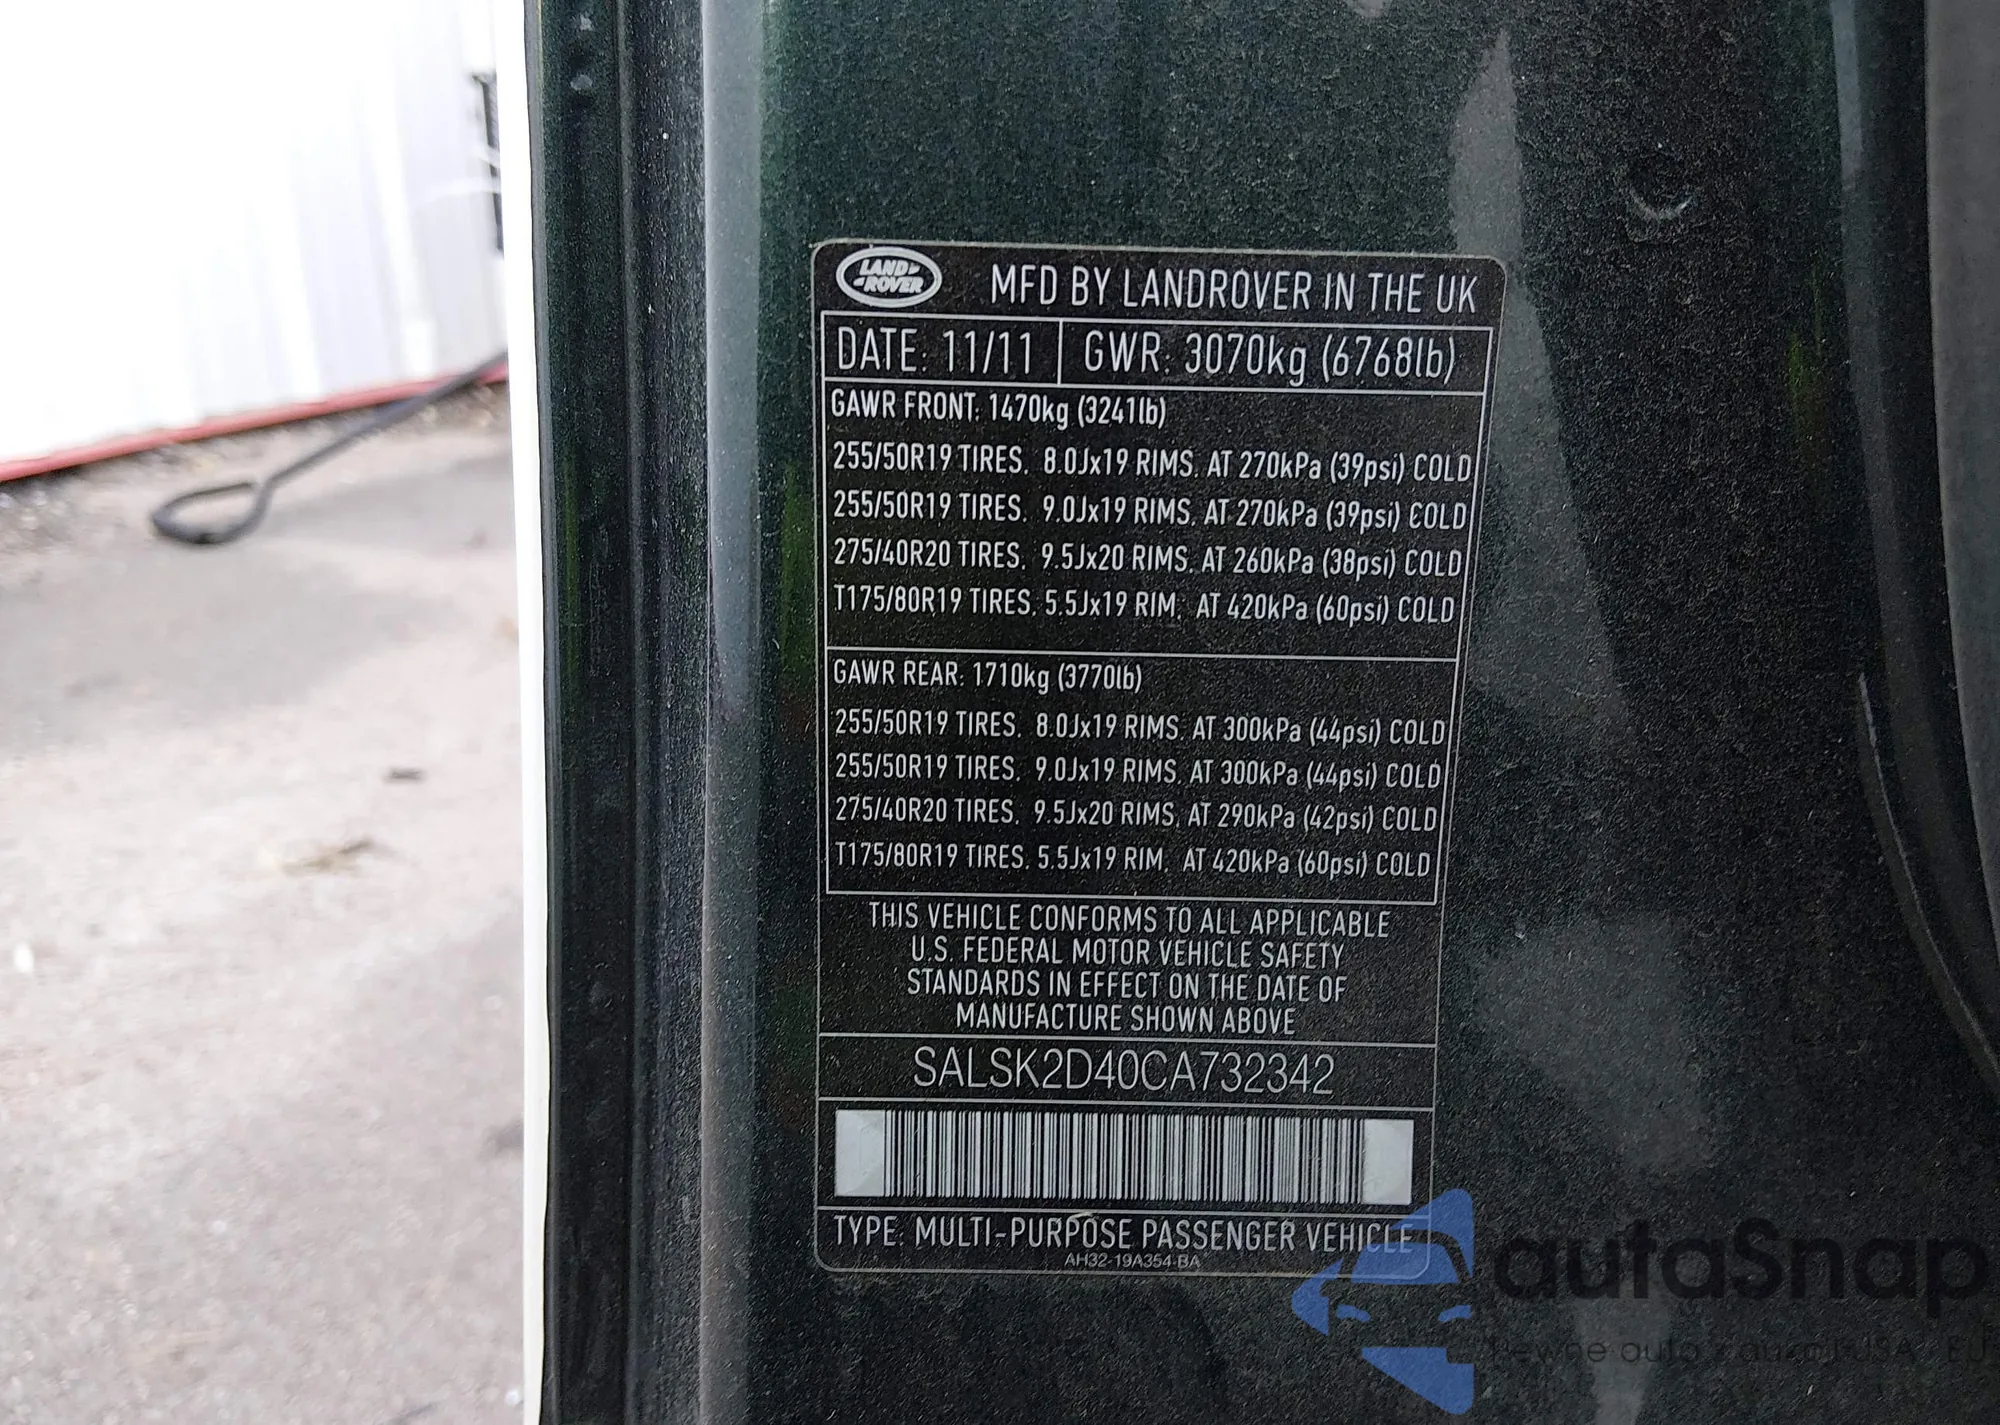 LAND ROVER
MFD BY LANDROVER IN THE UK
DATE: 11/11 GWR: 3070kg (6768lb)
GAWR FRONT: 1470kg (3241lb)
255/50R19 TIRES, 8.0Jx19 RIMS, AT 270kPa (39psi) COLD
255/50R19 TIRES, 9.0Jx19 RIMS, AT 270kPa (39psi) COLD
275/40R20 TIRES, 9.5Jx20 RIMS, AT 260kPa (38psi) COLD
T175/80R19 TIRES, 5.5Jx19 RIM, AT 420kPa (60psi) COLD
GAWR REAR: 1710kg (3770lb)
255/50R19 TIRES, 8.0Jx19 RIMS, AT 300kPa (44psi) COLD
255/50R19 TIRES, 9.0Jx19 RIMS, AT 300kPa (44psi) COLD
275/40R20 TIRES, 9.5Jx20 RIMS, AT 290kPa (42psi) COLD
T175/80R19 TIRES, 5.5Jx19 RIM, AT 420kPa (60psi) COLD
THIS VEHICLE CONFORMS TO ALL APPLICABLE
U.S. FEDERAL MOTOR VEHICLE SAFETY
STANDARDS IN EFFECT ON THE DATE OF
MANUFACTURE SHOWN ABOVE
SALSK2D40CA732342
TYPE: MULTI-PURPOSE PASSENGER VEHICLE
AH32-19A354-BA
autaSnap
auta z